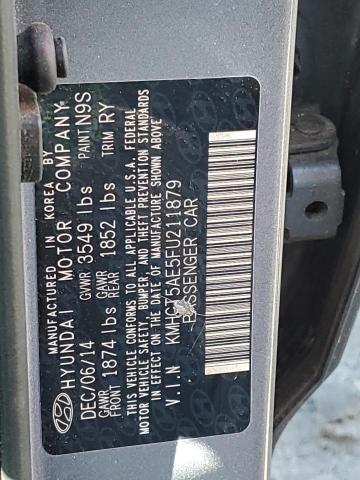 MANUFACTURED IN KOREA BY
HYUNDAI MOTOR COMPANY
DEC/06/14 GVWR 3549 lbs PAINT N9S
GAWR FRONT 1874 lbs GAWR REAR 1852 lbs TRIM RY
THIS VEHICLE CONFORMS TO ALL APPLICABLE U.S.A. FEDERAL
MOTOR VEHICLE SAFETY, BUMPER, AND THEFT PREVENTION STANDARDS
IN EFFECT ON THE DATE OF MANUFACTURE SHOWN ABOVE
V.I.N KMHCT5AE5FU211879
PASSENGER CAR